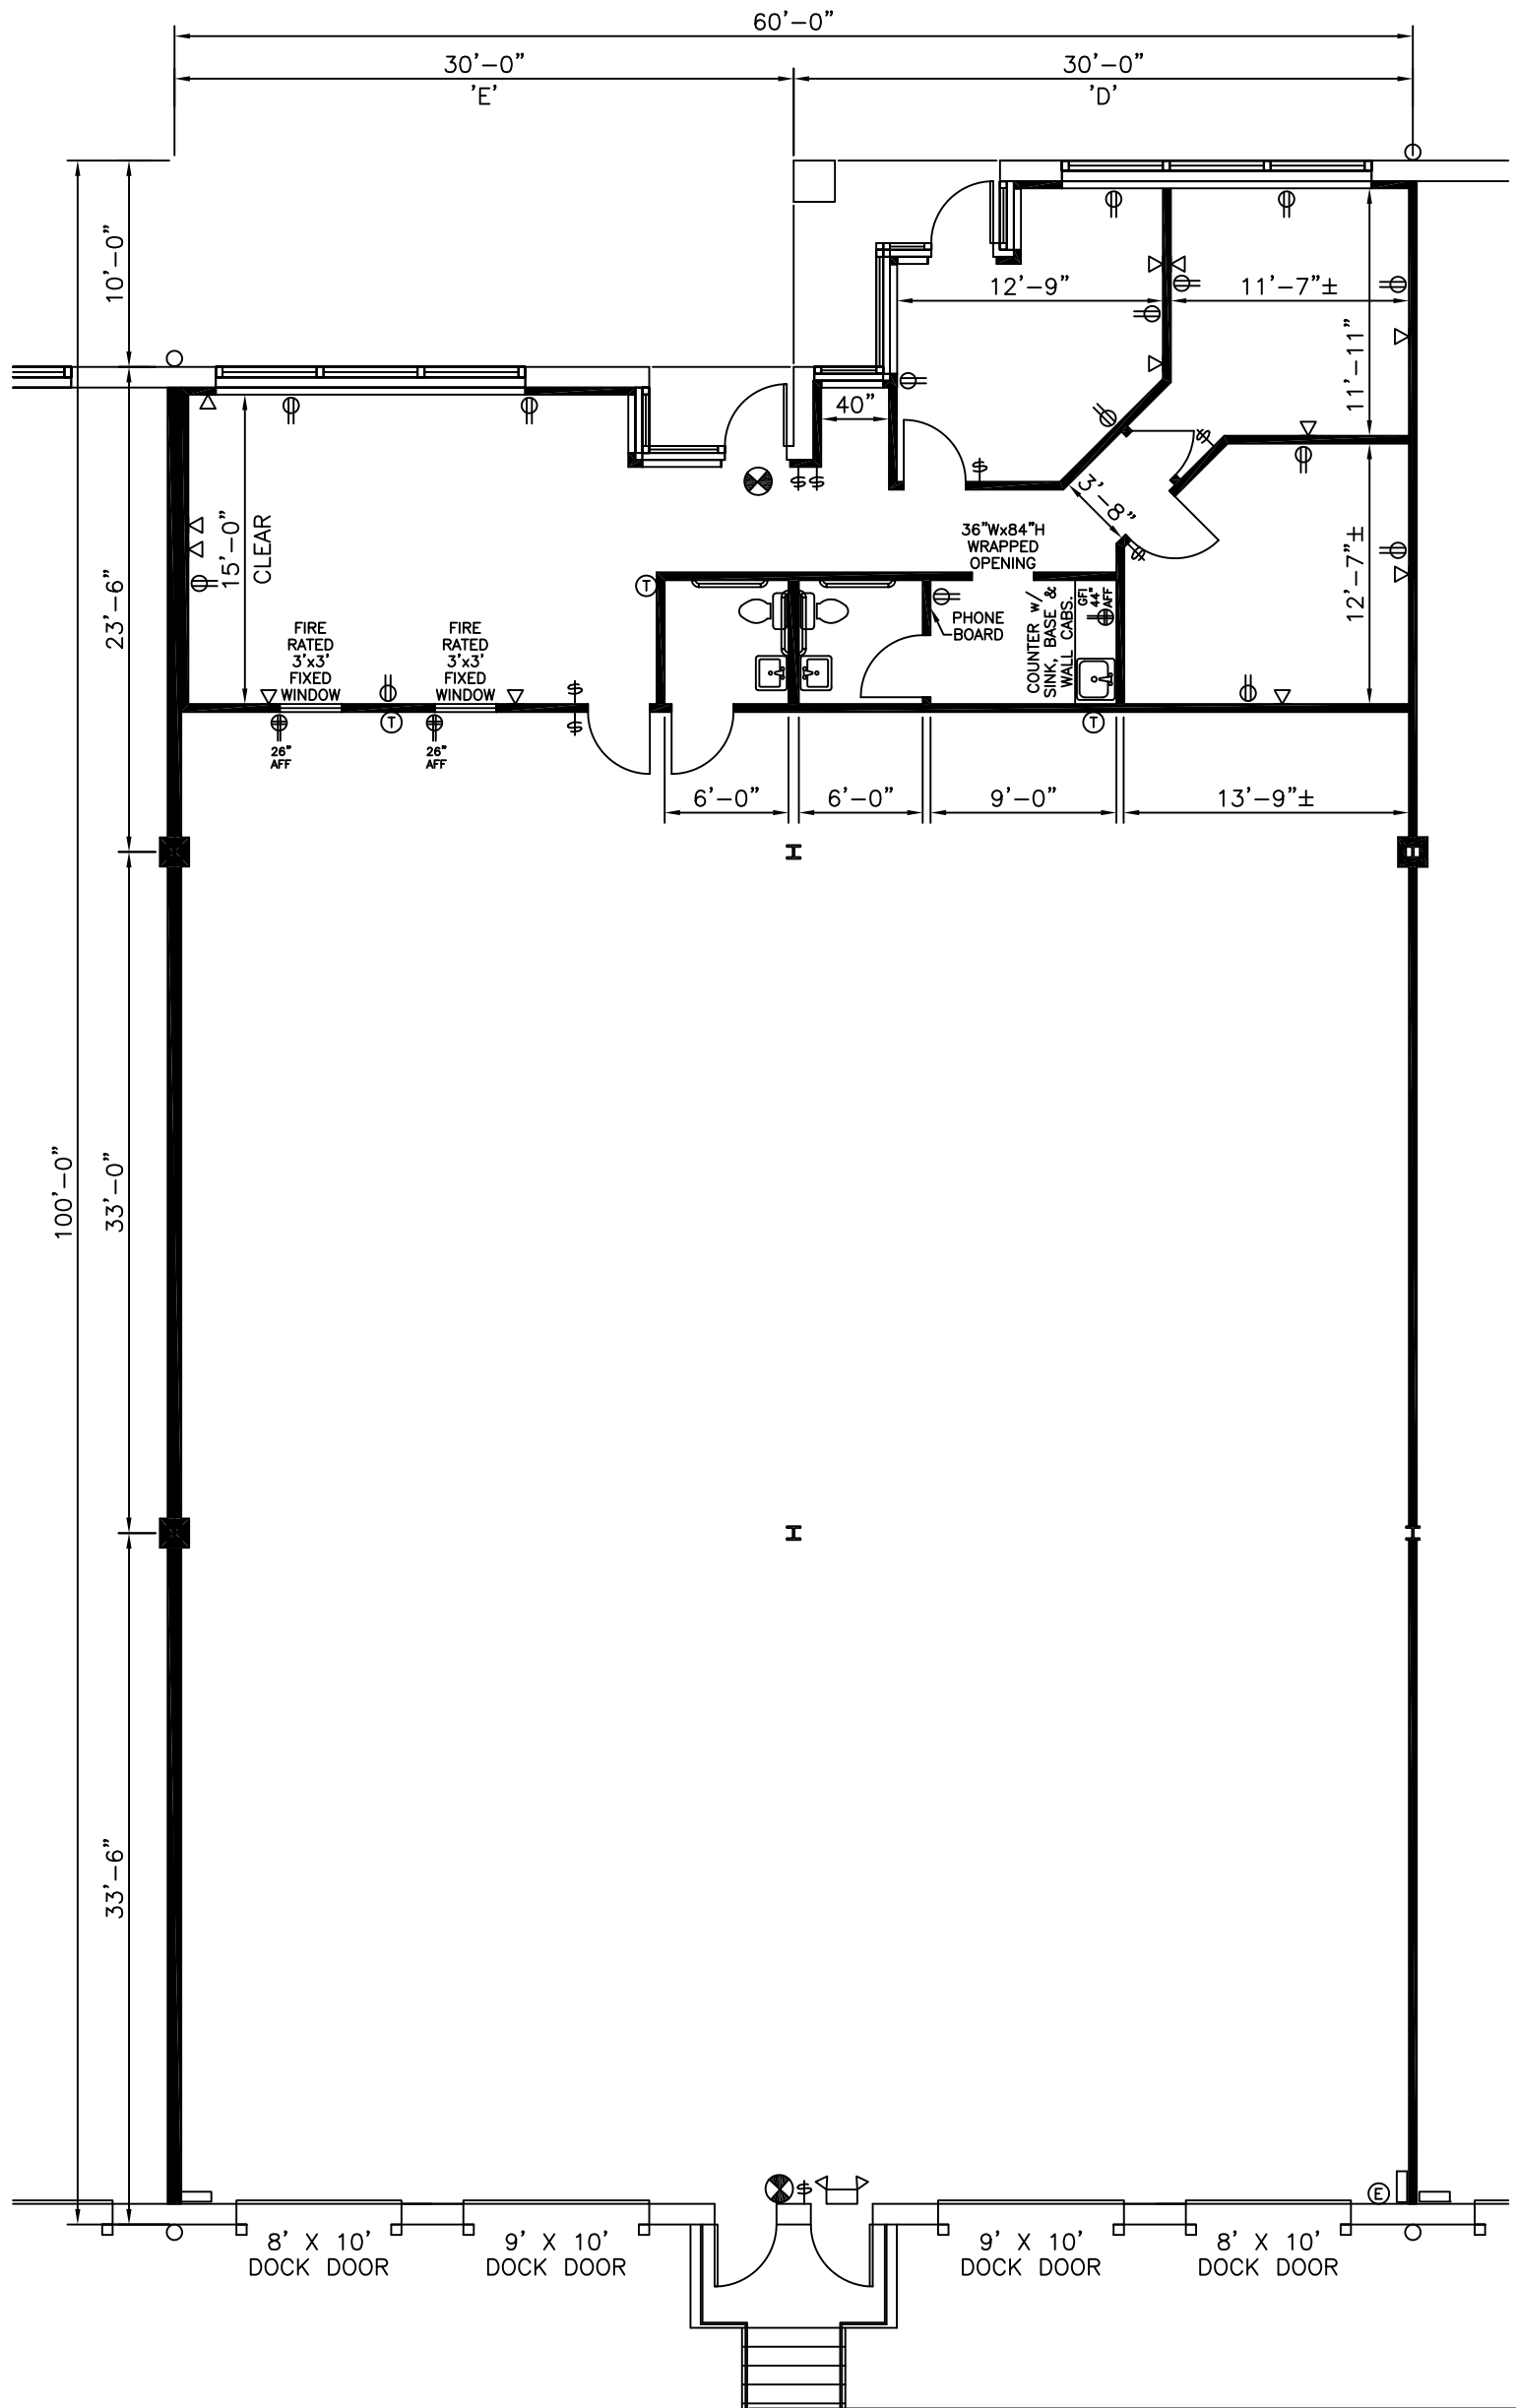 60'-0"
30'-0"
30'-0"
'E'
'D'
10'-0"
12'-9"
11'-7"±
11'-11"
40"
3'-8"
15'-0"
CLEAR
23'-6"
36"Wx84"H
WRAPPED
OPENING
12'-7"±
T
GFI
44"
AFF
PHONE
BOARD
COUNTER w/
SINK, BASE &
WALL CABS.
FIRE
RATED
3'x3'
FIXED
WINDOW
FIRE
RATED
3'x3'
FIXED
WINDOW
$
$
$
$
$
$
$
T
T
26"
AFF
26"
AFF
6'-0"
6'-0"
9'-0"
13'-9"±
100'-0"
33'-0"
33'-6"
$
E
8' X 10'
DOCK DOOR
9' X 10'
DOCK DOOR
9' X 10'
DOCK DOOR
8' X 10'
DOCK DOOR